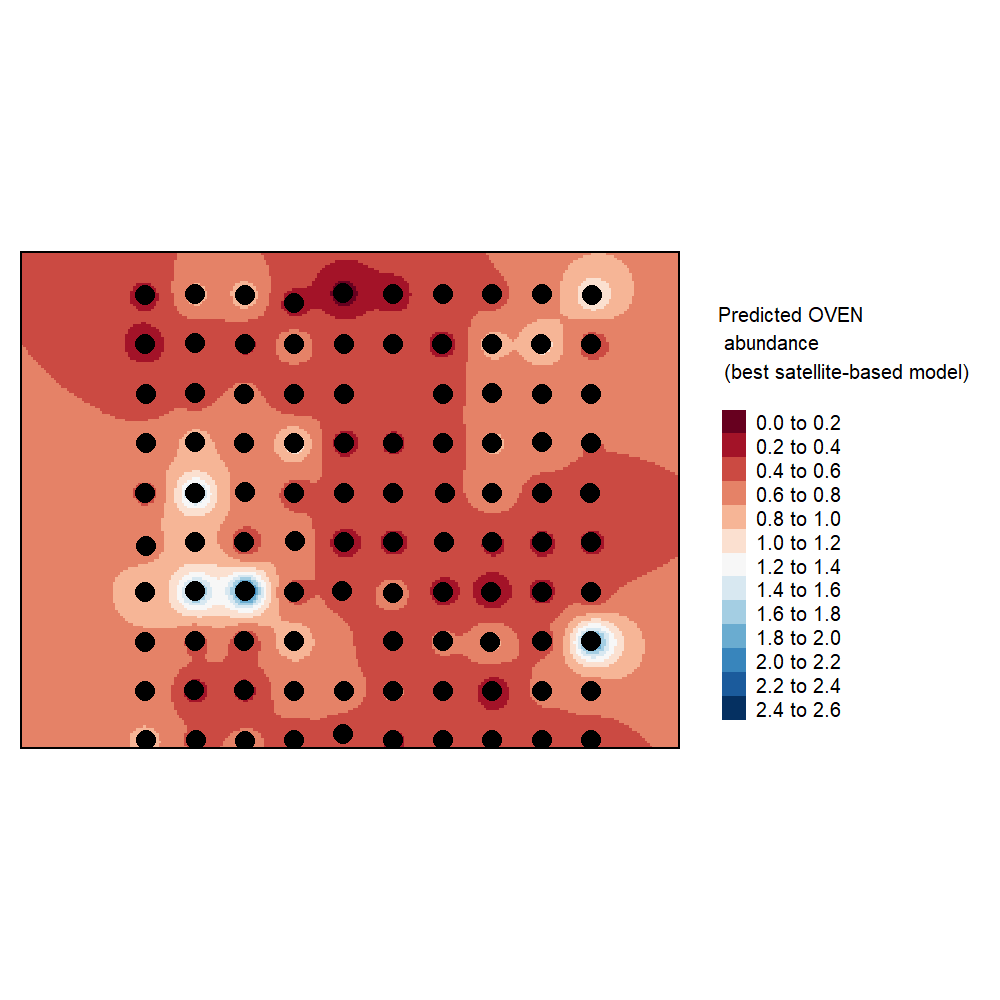 Predicted OVEN
abundance
(best satellite-based model)
0.0 to 0.2
0.2 to 0.4
0.4 to 0.6
0.6 to 0.8
0.8 to 1.0
1.0 to 1.2
1.2 to 1.4
1.4 to 1.6
1.6 to 1.8
1.8 to 2.0
2.0 to 2.2
2.2 to 2.4
2.4 to 2.6